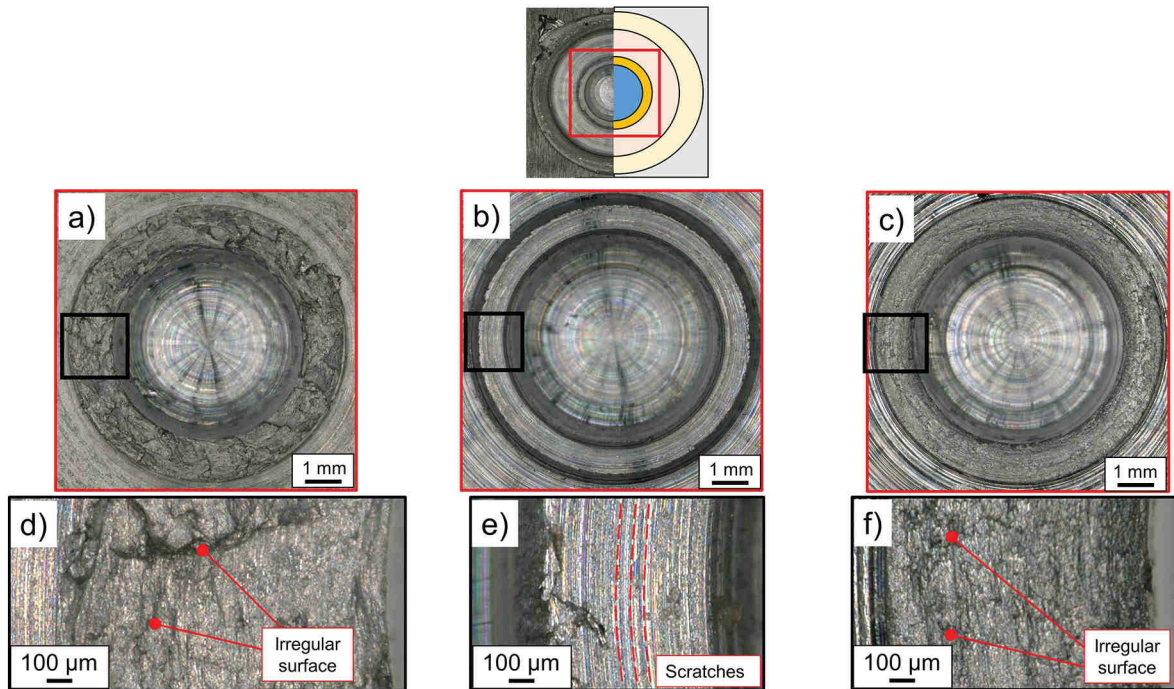 a)
b)
c)
1 mm
1 mm
1 mm
d)
e)
f)
Irregular
surface
Scratches
Irregular
surface
100 µm
100 µm
100 µm